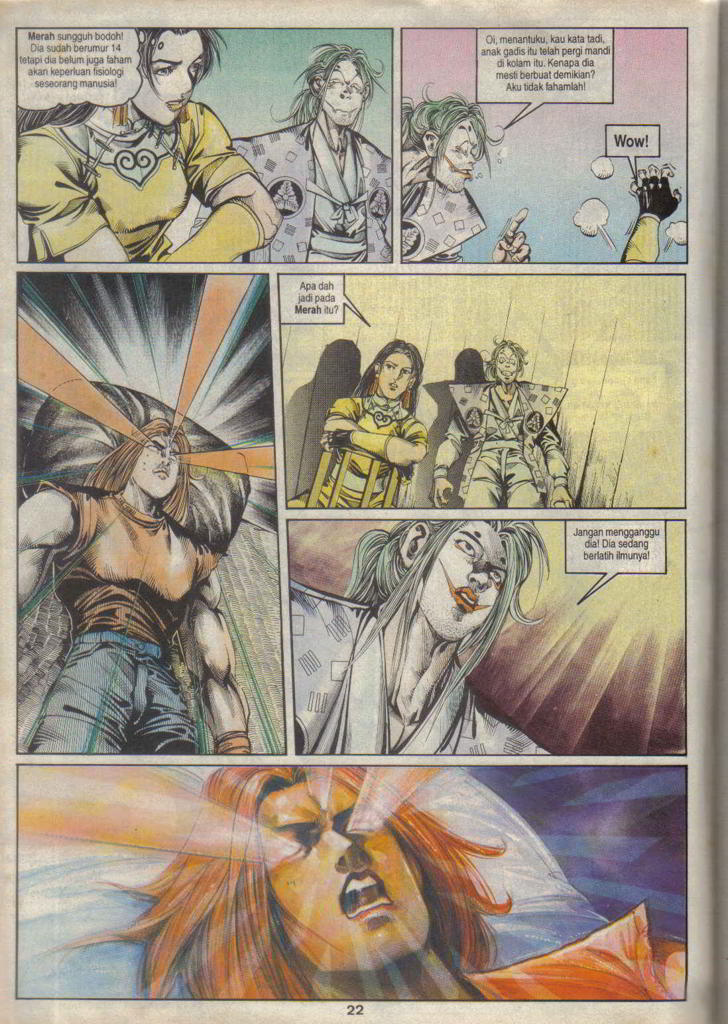 Merah sungguh bodoh!
Dia sudah berumur 14
tetapi dia belum juga faham
akan keperluan fisiologi
seseorang manusia!
Oi, menantuku, kau kata tadi,
anak gadis itu telah pergi mandi
di kolam itu. Kenapa dia
mesti berbuat demikian?
Aku tidak fahamlah!
Wow!
Apa dah
jadi pada
Merah itu?
Jangan mengganggu
dia! Dia sedang
berlatih ilmunya!
22